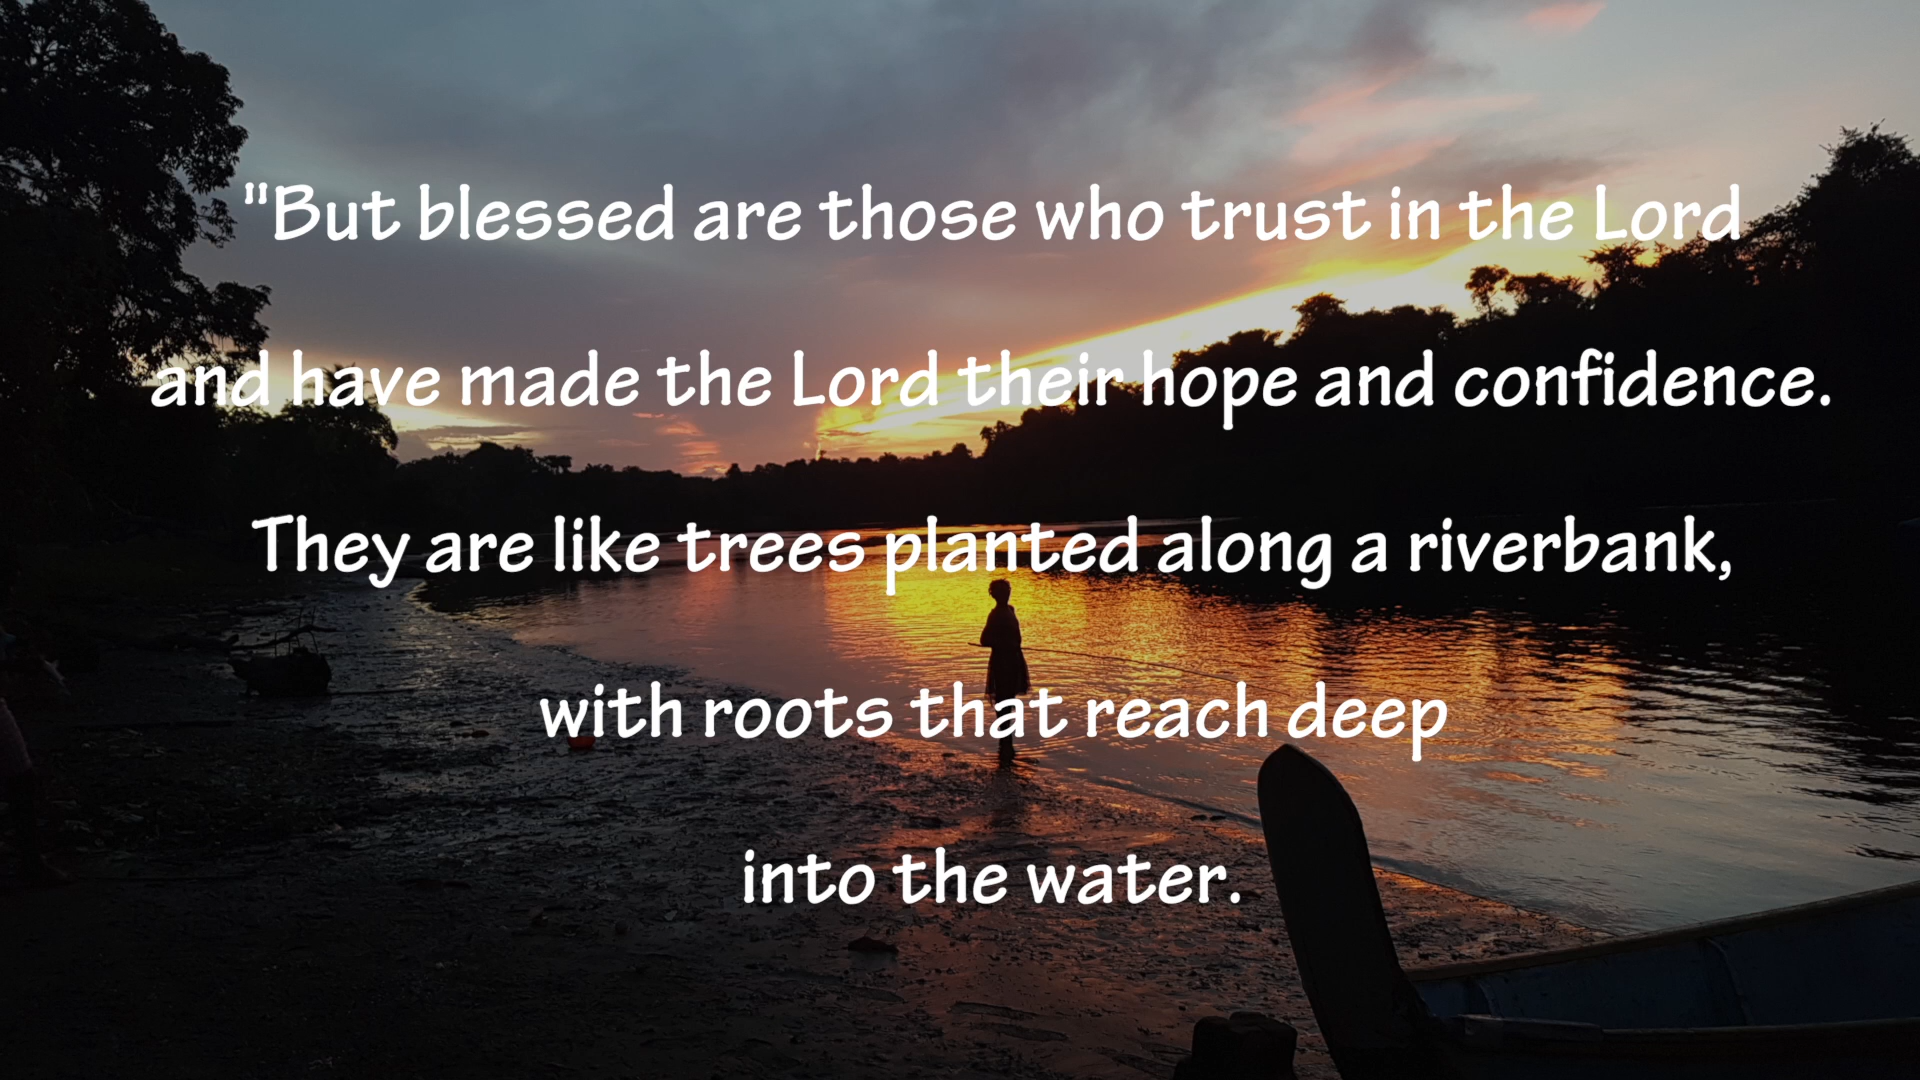 "But blessed are those who trust in the Lord
and have made the Lord their hope and confidence.
They are like trees planted along a riverbank,
with roots that reach deep
into the water.